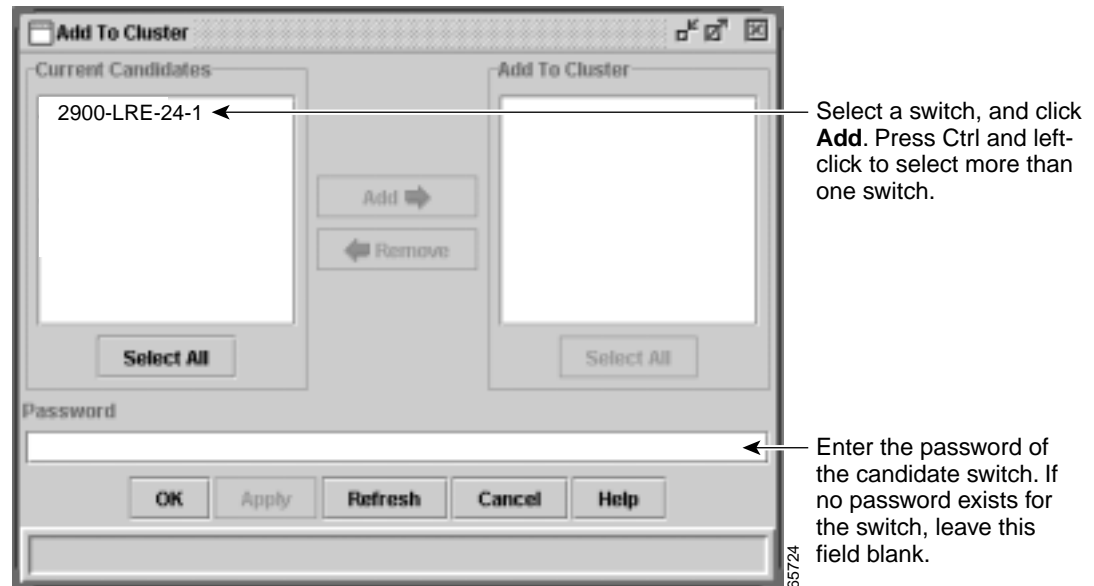 Add To Cluster
Current Candidates
Add To Cluster
2900-LRE-24-1
Select a switch, and click
Add. Press Ctrl and left-
click to select more than
one switch.
Add
Remove
Select All
Select All
Password
Enter the password of
the candidate switch. If
no password exists for
the switch, leave this
field blank.
OK
Apply
Refresh
Cancel
Help
65724